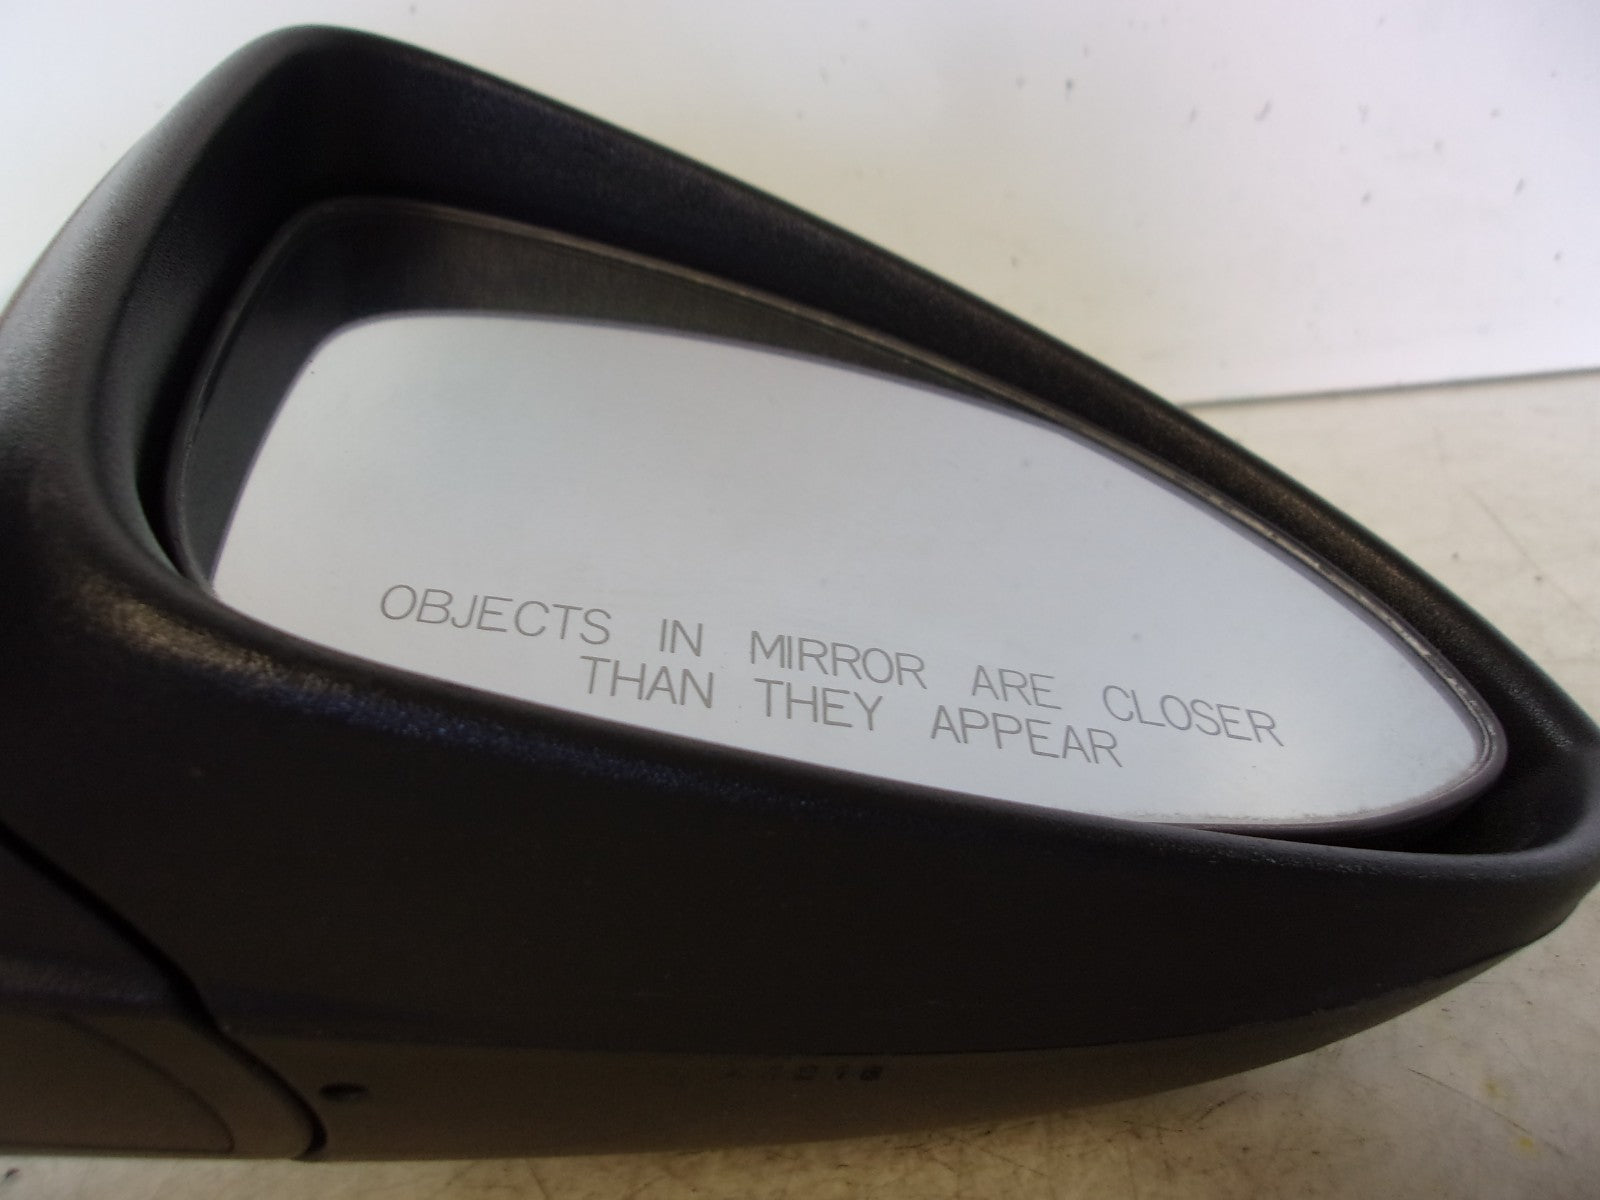 OBJECTS IN MIRROR ARE CLOSER
THAN THEY APPEAR